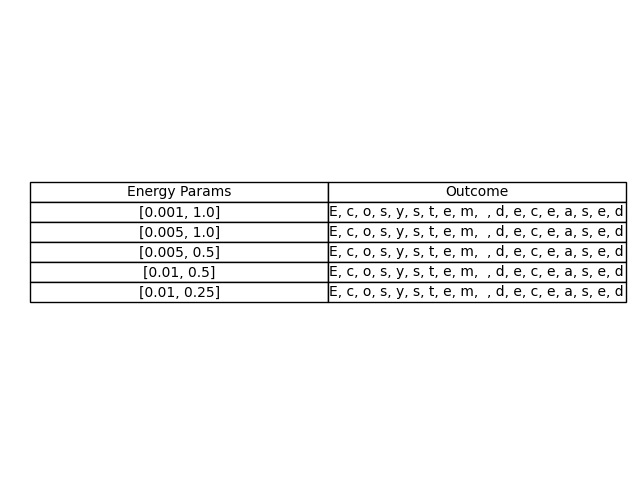 Energy Params Outcome
[0.001, 1.0] E, c, o, s, y, s, t, e, m,  , d, e, c, e, a, s, e, d
[0.005, 1.0] E, c, o, s, y, s, t, e, m,  , d, e, c, e, a, s, e, d
[0.005, 0.5] E, c, o, s, y, s, t, e, m,  , d, e, c, e, a, s, e, d
[0.01, 0.5] E, c, o, s, y, s, t, e, m,  , d, e, c, e, a, s, e, d
[0.01, 0.25] E, c, o, s, y, s, t, e, m,  , d, e, c, e, a, s, e, d